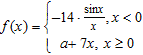 f(x) = { -14 · sinx/x, x < 0
a + 7x, x ≥ 0